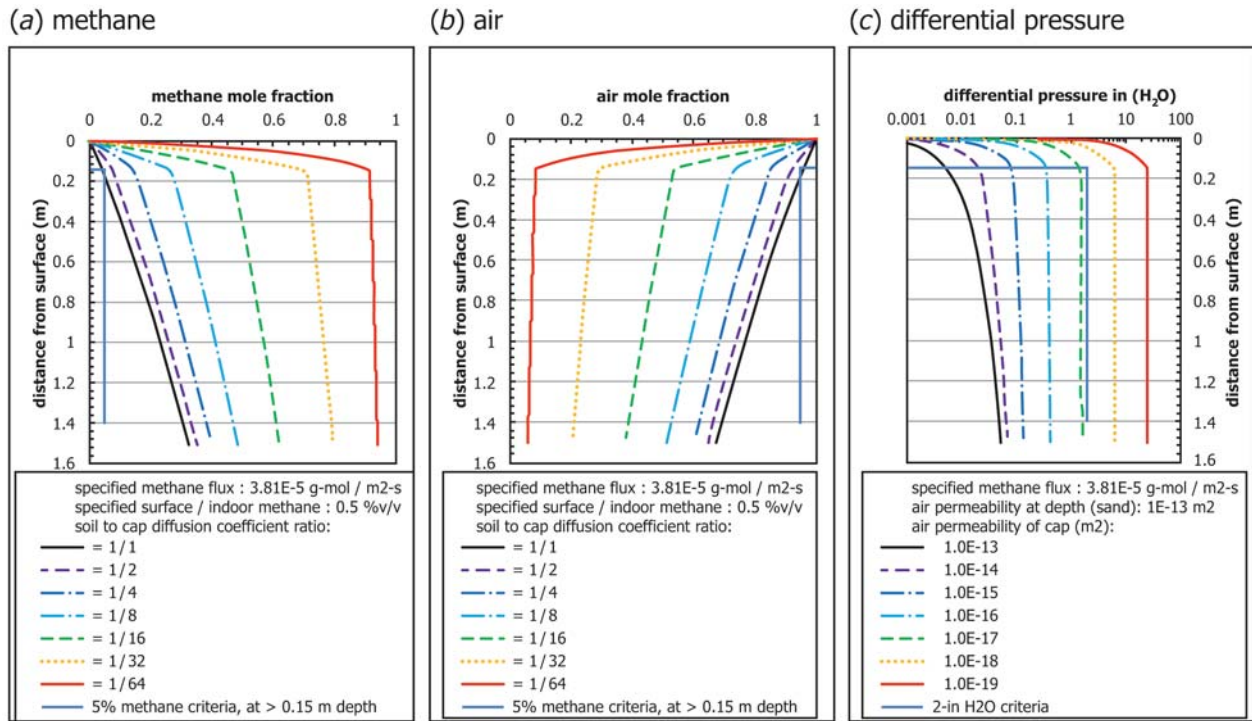 (a) methane
methane mole fraction
0 0.2 0.4 0.6 0.8 1
distance from surface (m)
0
0.2
0.4
0.6
0.8
1
1.2
1.4
1.6
specified methane flux : 3.81E-5 g-mol / m2-s
specified surface / indoor methane : 0.5 %v/v
soil to cap diffusion coefficient ratio:
= 1/1
= 1/2
= 1/4
= 1/8
= 1/16
= 1/32
= 1/64
5% methane criteria, at > 0.15 m depth
(b) air
air mole fraction
0 0.2 0.4 0.6 0.8 1
distance from surface (m)
0
0.2
0.4
0.6
0.8
1
1.2
1.4
1.6
specified methane flux : 3.81E-5 g-mol / m2-s
specified surface / indoor methane : 0.5 %v/v
soil to cap diffusion coefficient ratio:
= 1/1
= 1/2
= 1/4
= 1/8
= 1/16
= 1/32
= 1/64
5% methane criteria, at > 0.15 m depth
(c) differential pressure
differential pressure in (H₂O)
0.001 0.01 0.1 1 10 100
0
0.2
0.4
0.6
0.8
1
1.2
1.4
1.6
distance from surface (m)
specified methane flux : 3.81E-5 g-mol / m2-s
air permeability at depth (sand): 1E-13 m2
air permeability of cap (m2):
1.0E-13
1.0E-14
1.0E-15
1.0E-16
1.0E-17
1.0E-18
1.0E-19
2-in H2O criteria